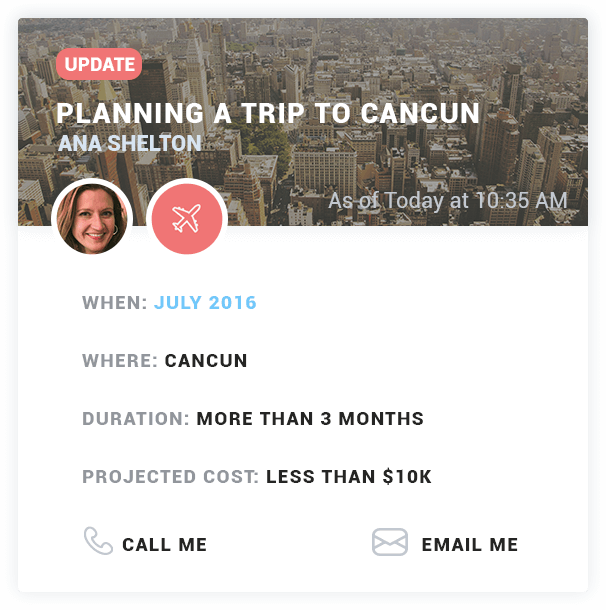 UPDATE
PLANNING A TRIP TO CANCUN
ANA SHELTON
As of Today at 10:35 AM
WHEN: JULY 2016
WHERE: CANCUN
DURATION: MORE THAN 3 MONTHS
PROJECTED COST: LESS THAN $10K
CALL ME
EMAIL ME